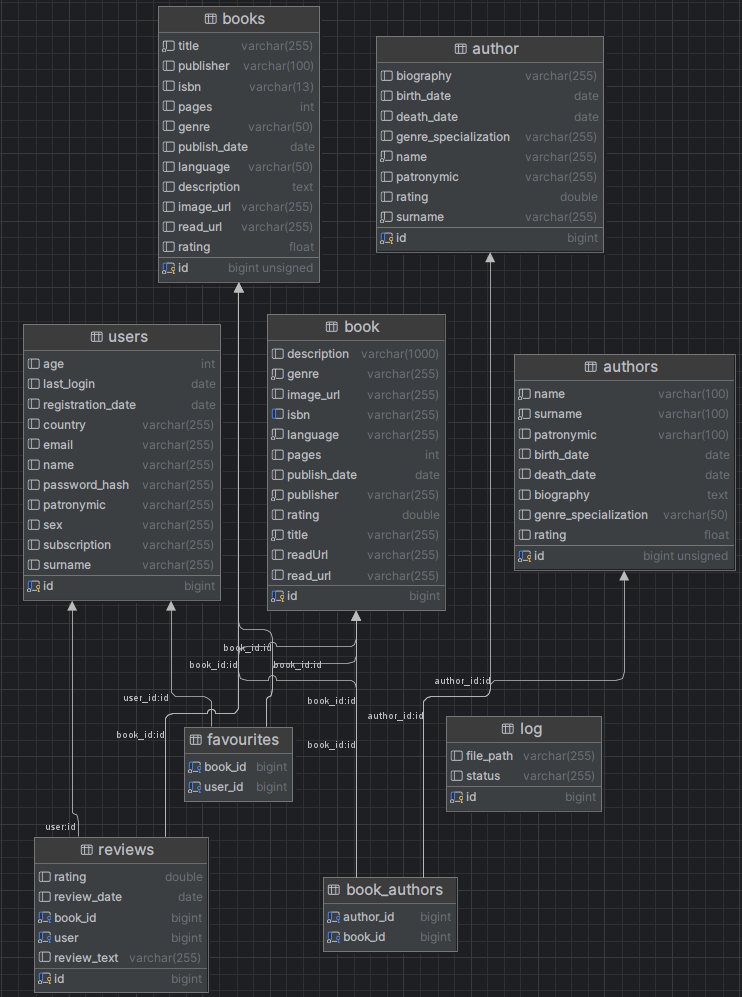 books
title varchar(255)
publisher varchar(100)
isbn varchar(13)
pages int
genre varchar(50)
publish_date date
language varchar(50)
description text
image_url varchar(255)
read_url varchar(255)
rating float
id bigint unsigned
author
biography varchar(255)
birth_date date
death_date date
genre_specialization varchar(255)
name varchar(255)
patronymic varchar(255)
rating double
surname varchar(255)
id bigint
users
age int
last_login date
registration_date date
country varchar(255)
email varchar(255)
name varchar(255)
password_hash varchar(255)
patronymic varchar(255)
sex varchar(255)
subscription varchar(255)
surname varchar(255)
id bigint
book
description varchar(1000)
genre varchar(255)
image_url varchar(255)
isbn varchar(255)
language varchar(255)
pages int
publish_date date
publisher varchar(255)
rating double
title varchar(255)
readUrl varchar(255)
read_url varchar(255)
id bigint
authors
name varchar(100)
surname varchar(100)
patronymic varchar(100)
birth_date date
death_date date
biography text
genre_specialization varchar(50)
rating float
id bigint unsigned
book_id:id
book_id:id
book_id:id
author_id:id
user_id:id
book_id:id
author_id:id
book_id:id
book_id:id
favourites
book_id bigint
user_id bigint
log
file_path varchar(255)
status varchar(255)
id bigint
user:id
reviews
rating double
review_date date
book_id bigint
user bigint
review_text varchar(255)
id bigint
book_authors
author_id bigint
book_id bigint